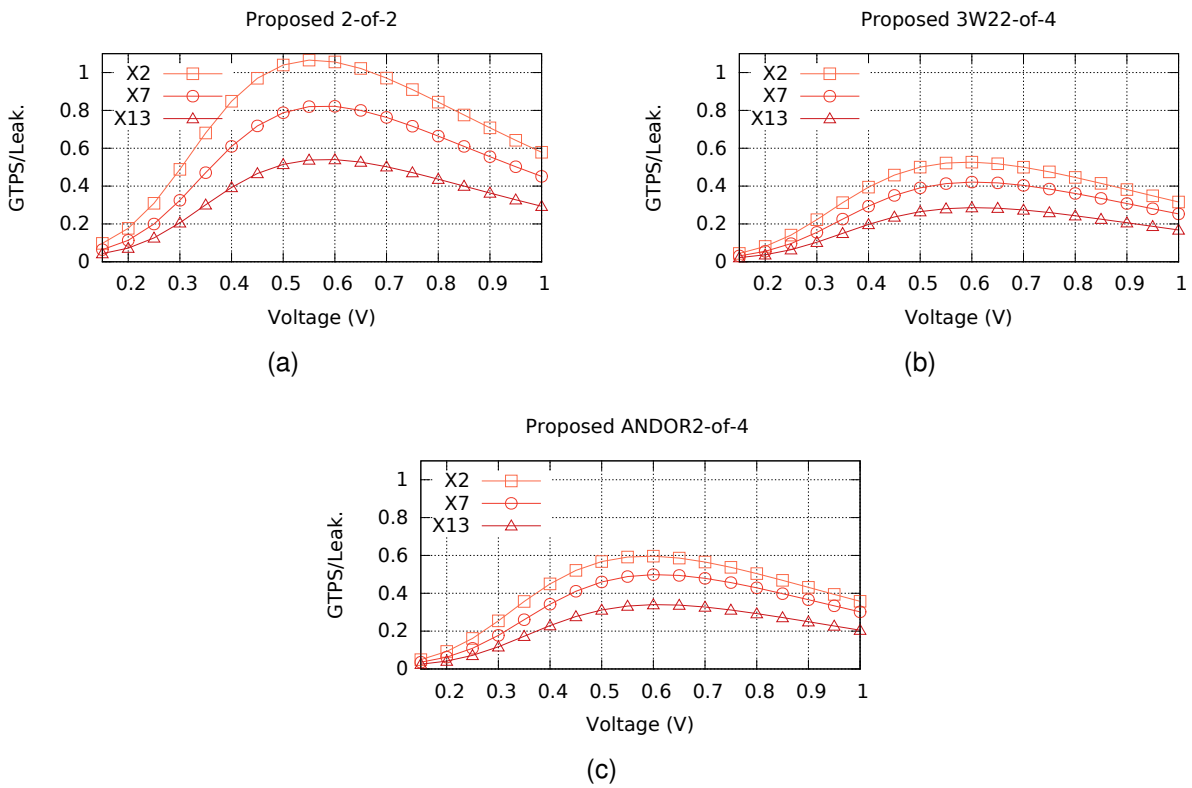 Proposed 2-of-2
GTPS/Leak.
X2
X7
X13
1
0.8
0.6
0.4
0.2
0
0.2 0.3 0.4 0.5 0.6 0.7 0.8 0.9 1
Voltage (V)
(a)
Proposed 3W22-of-4
GTPS/Leak.
X2
X7
X13
1
0.8
0.6
0.4
0.2
0
0.2 0.3 0.4 0.5 0.6 0.7 0.8 0.9 1
Voltage (V)
(b)
Proposed ANDOR2-of-4
GTPS/Leak.
X2
X7
X13
1
0.8
0.6
0.4
0.2
0
0.2 0.3 0.4 0.5 0.6 0.7 0.8 0.9 1
Voltage (V)
(c)